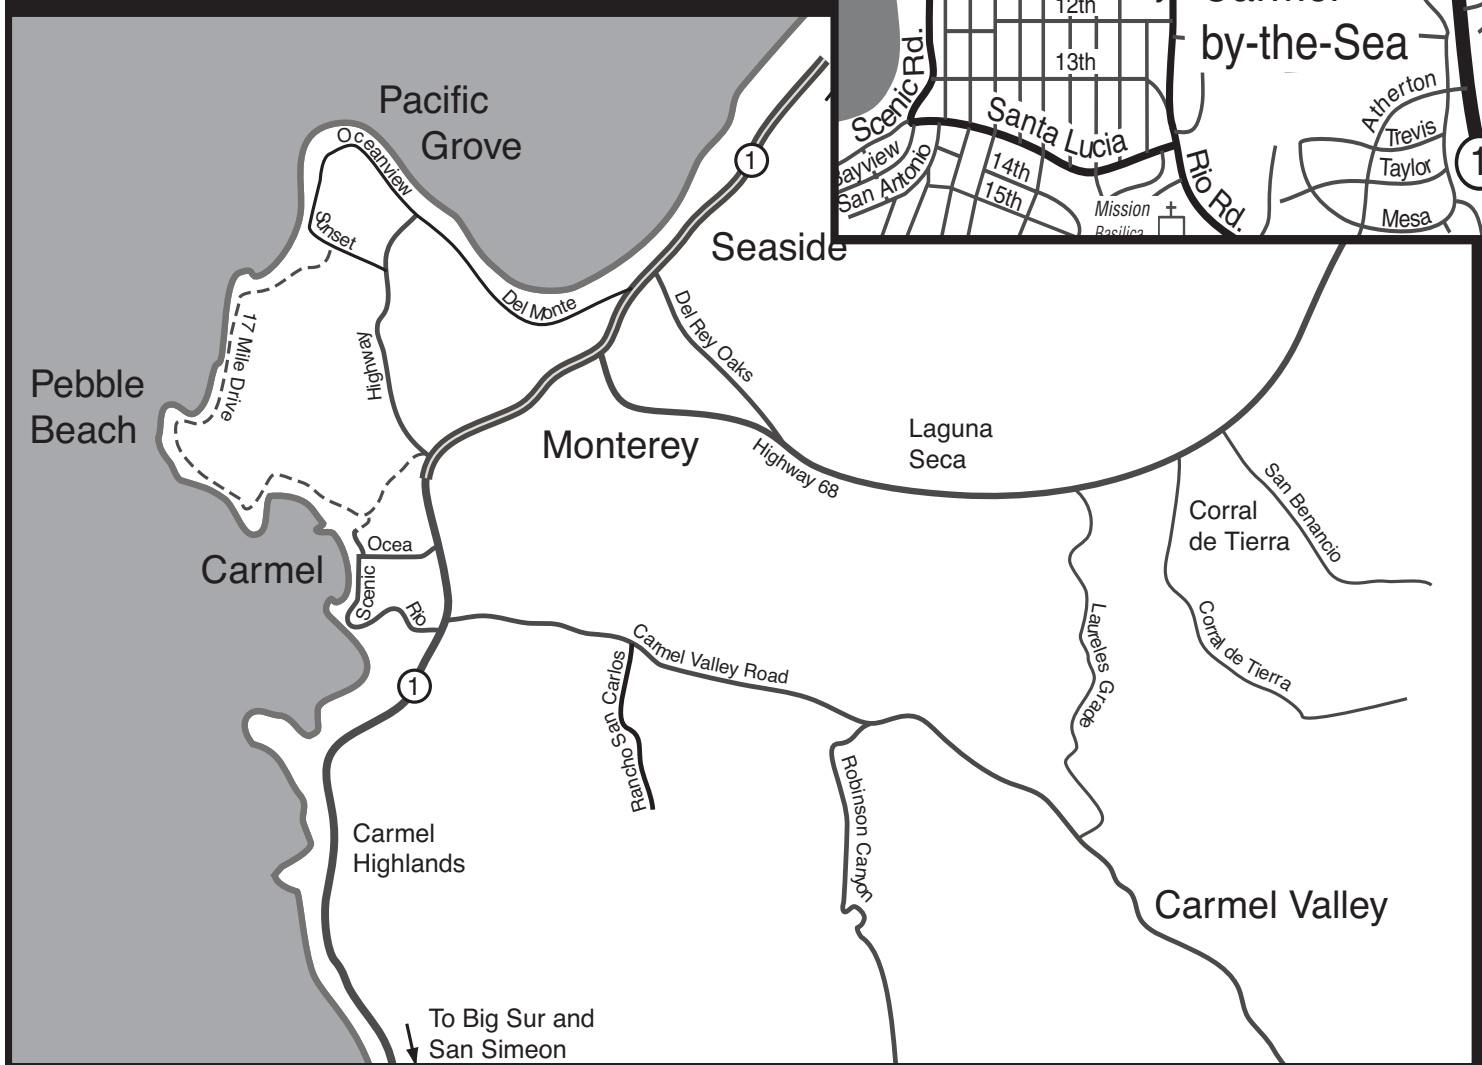 12th
by-the-Sea
13th
Scenic Rd.
Santa Lucia
Atherton
Trevis
Taylor
Mesa
1
Bayview
San Antonio
14th
15th
Rio Rd.
Mission
Basilica
Pacific
Grove
Oceanview
Sunset
1
Seaside
Del Monte
Del Rey Oaks
17 Mile Drive
Highway
Pebble
Beach
Monterey
Highway 68
Laguna
Seca
San Benancio
Corral
de Tierra
Ocea
Carmel
Scenic
Rio
Carmel Valley Road
Rancho San Carlos
Laureles Grade
Corral de Tierra
1
Robinson Canyon
Carmel
Highlands
Carmel Valley
To Big Sur and
San Simeon